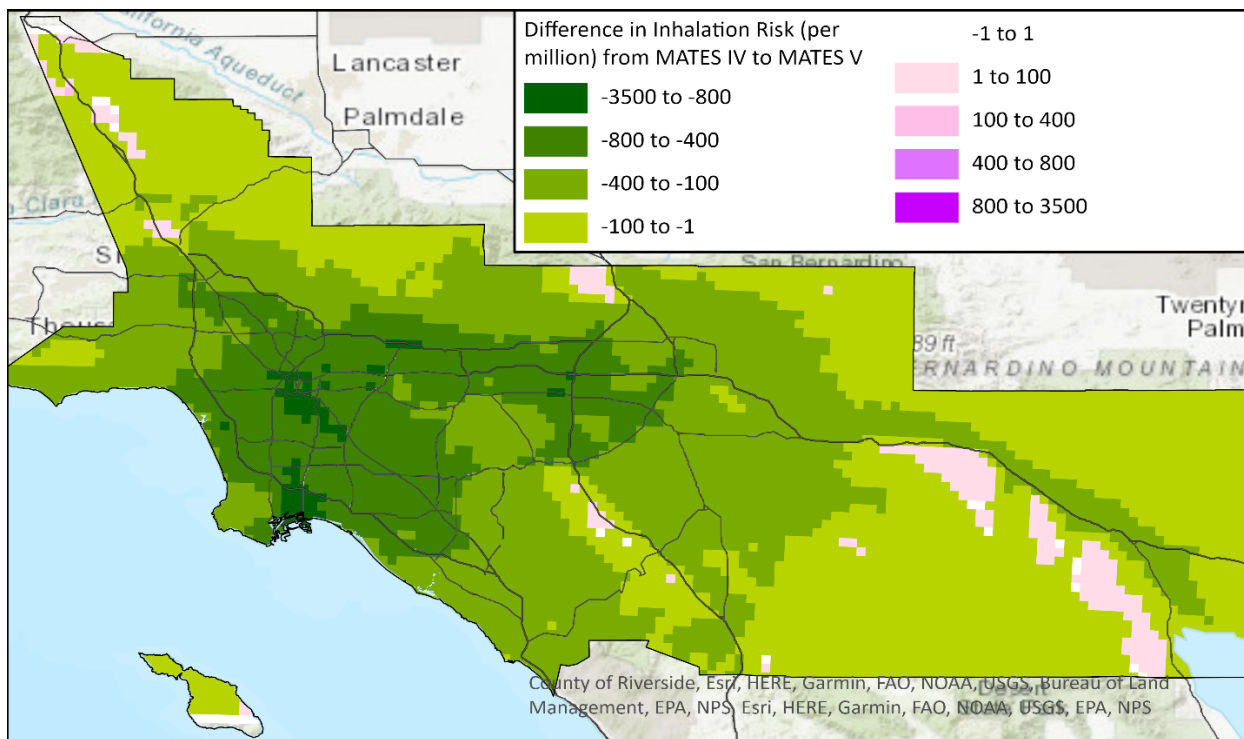 California Aqueduct
Lancaster
Palmdale
Clara
Difference in Inhalation Risk (per
million) from MATES IV to MATES V
-3500 to -800
-800 to -400
-400 to -100
-100 to -1
-1 to 1
1 to 100
100 to 400
400 to 800
800 to 3500
San Bernardino
Twentyn
Palm
89 ft
ERNARDINO MOUNTAIN
Thous
County of Riverside, Esri, HERE, Garmin, FAO, NOAA, USGS, Bureau of Land
Management, EPA, NPS, Esri, HERE, Garmin, FAO, NOAA, USGS, EPA, NPS